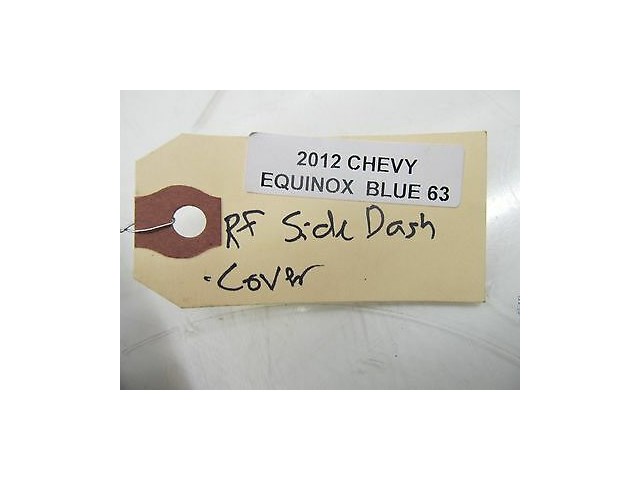 2012 CHEVY
EQUINOX BLUE 63
RF Side Dash
-Cover